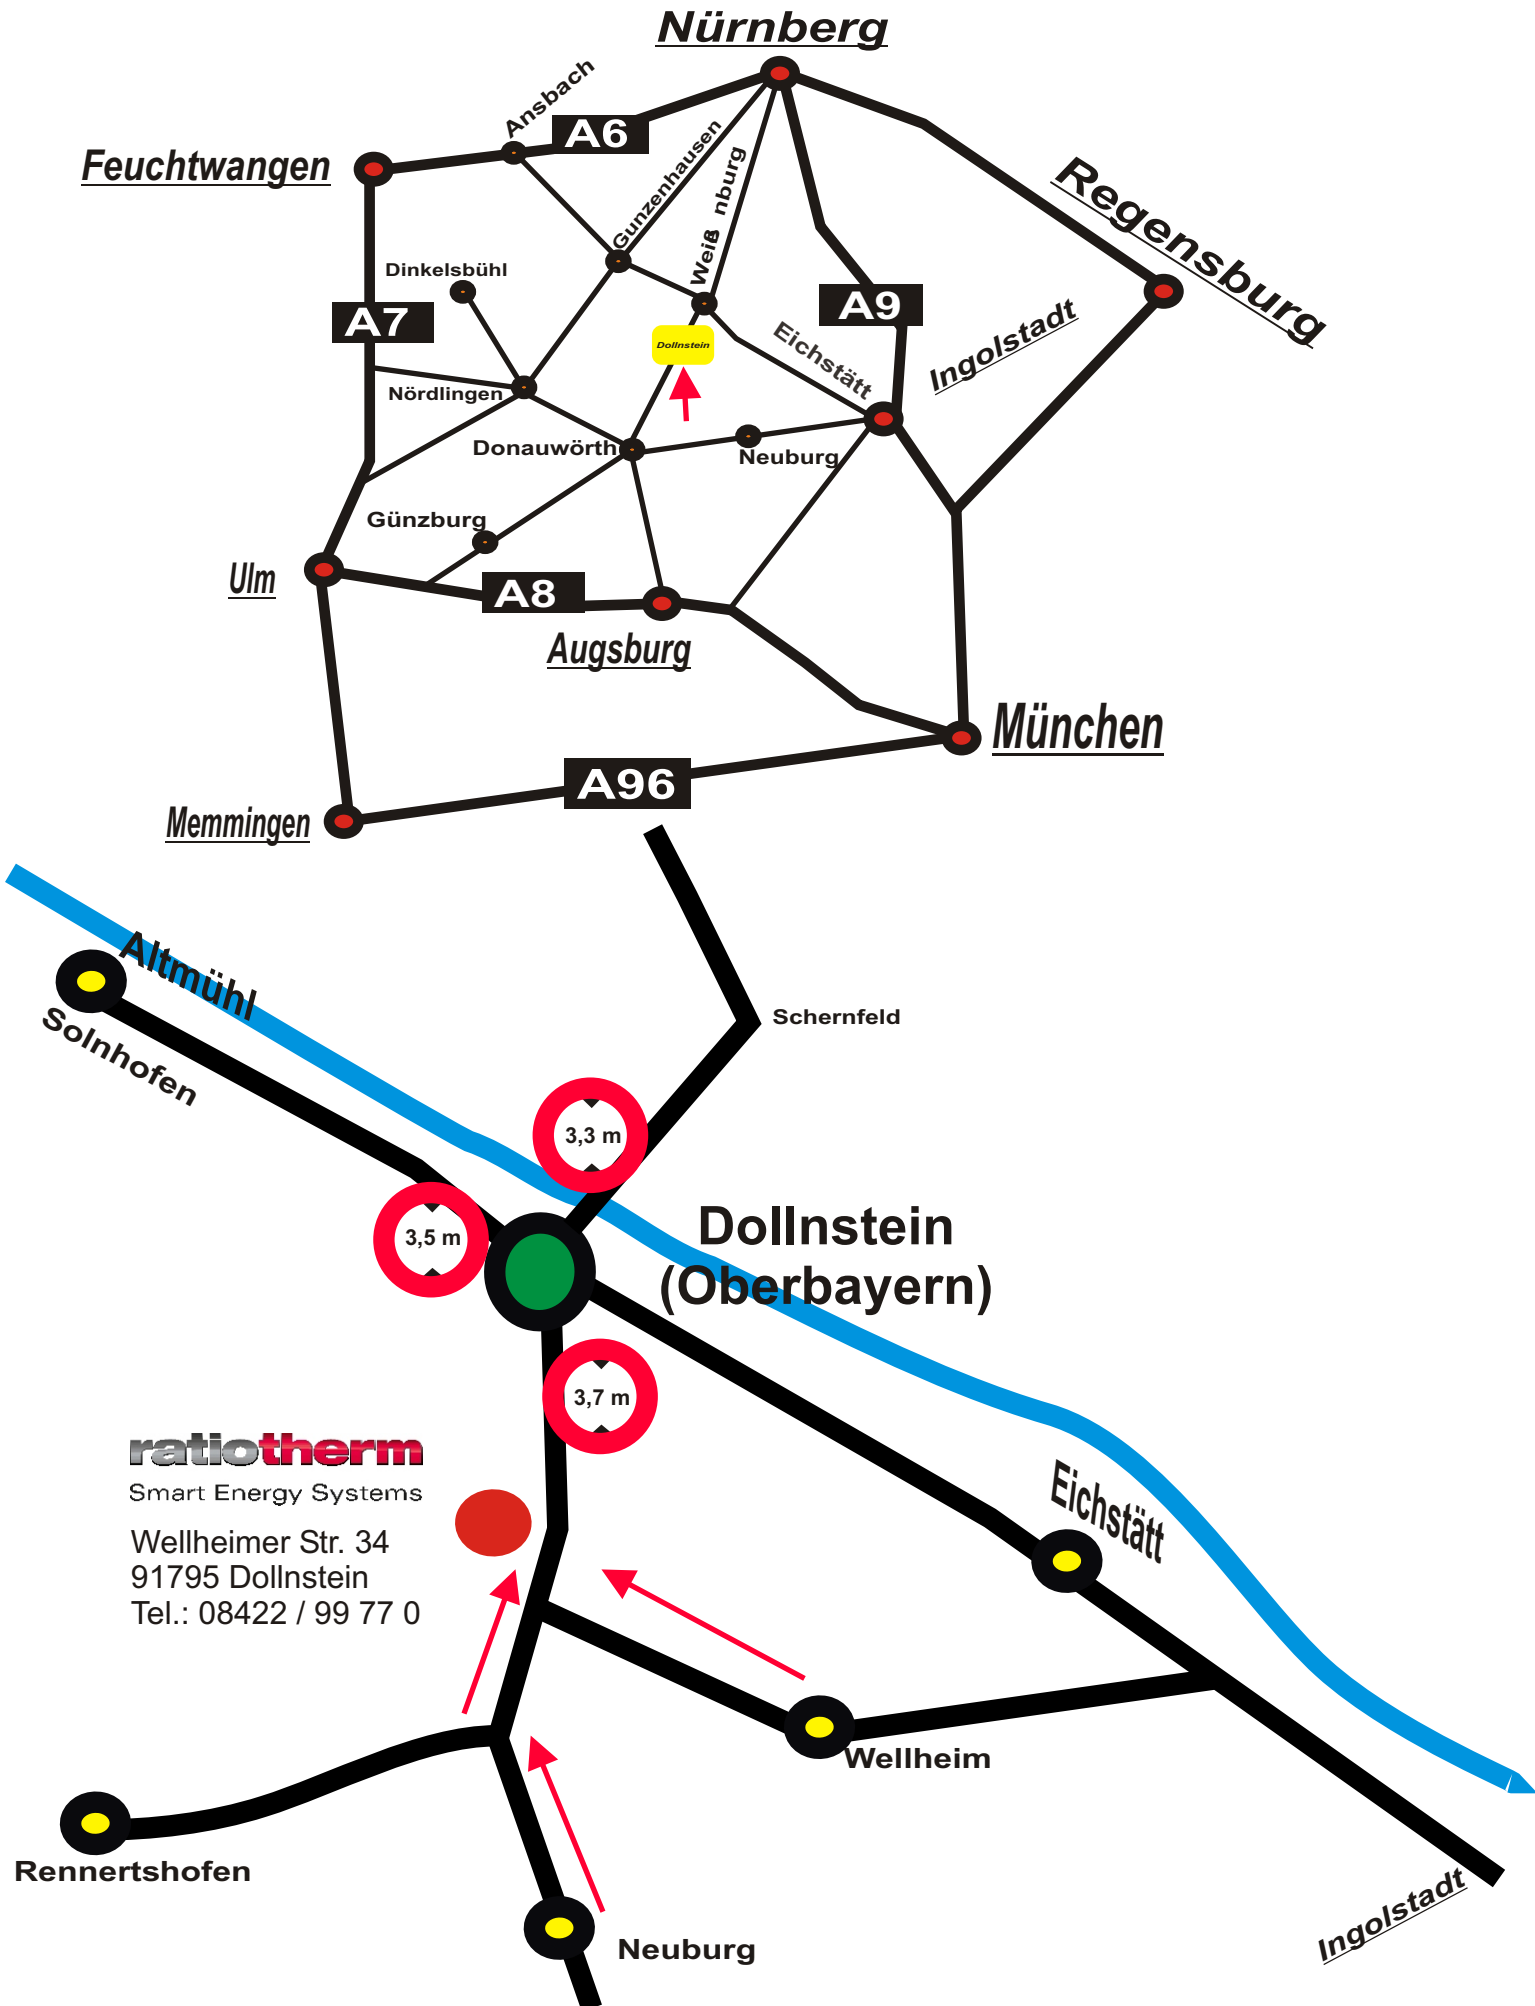 Nürnberg
Ansbach
A6
Feuchtwangen
Gunzenhausen
Weiß nburg
Regensburg
Dinkelsbühl
A7
A9
Dollnstein
Eichstätt
Ingolstadt
Nördlingen
Donauwörth
Neuburg
Günzburg
Ulm
A8
Augsburg
München
A96
Memmingen
Altmühl
Solnhofen
Schernfeld
3,3 m
3,5 m
Dollnstein
(Oberbayern)
3,7 m
ratiotherm
Smart Energy Systems
Wellheimer Str. 34
91795 Dollnstein
Tel.: 08422 / 99 77 0
Eichstätt
Wellheim
Rennertshofen
Neuburg
Ingolstadt